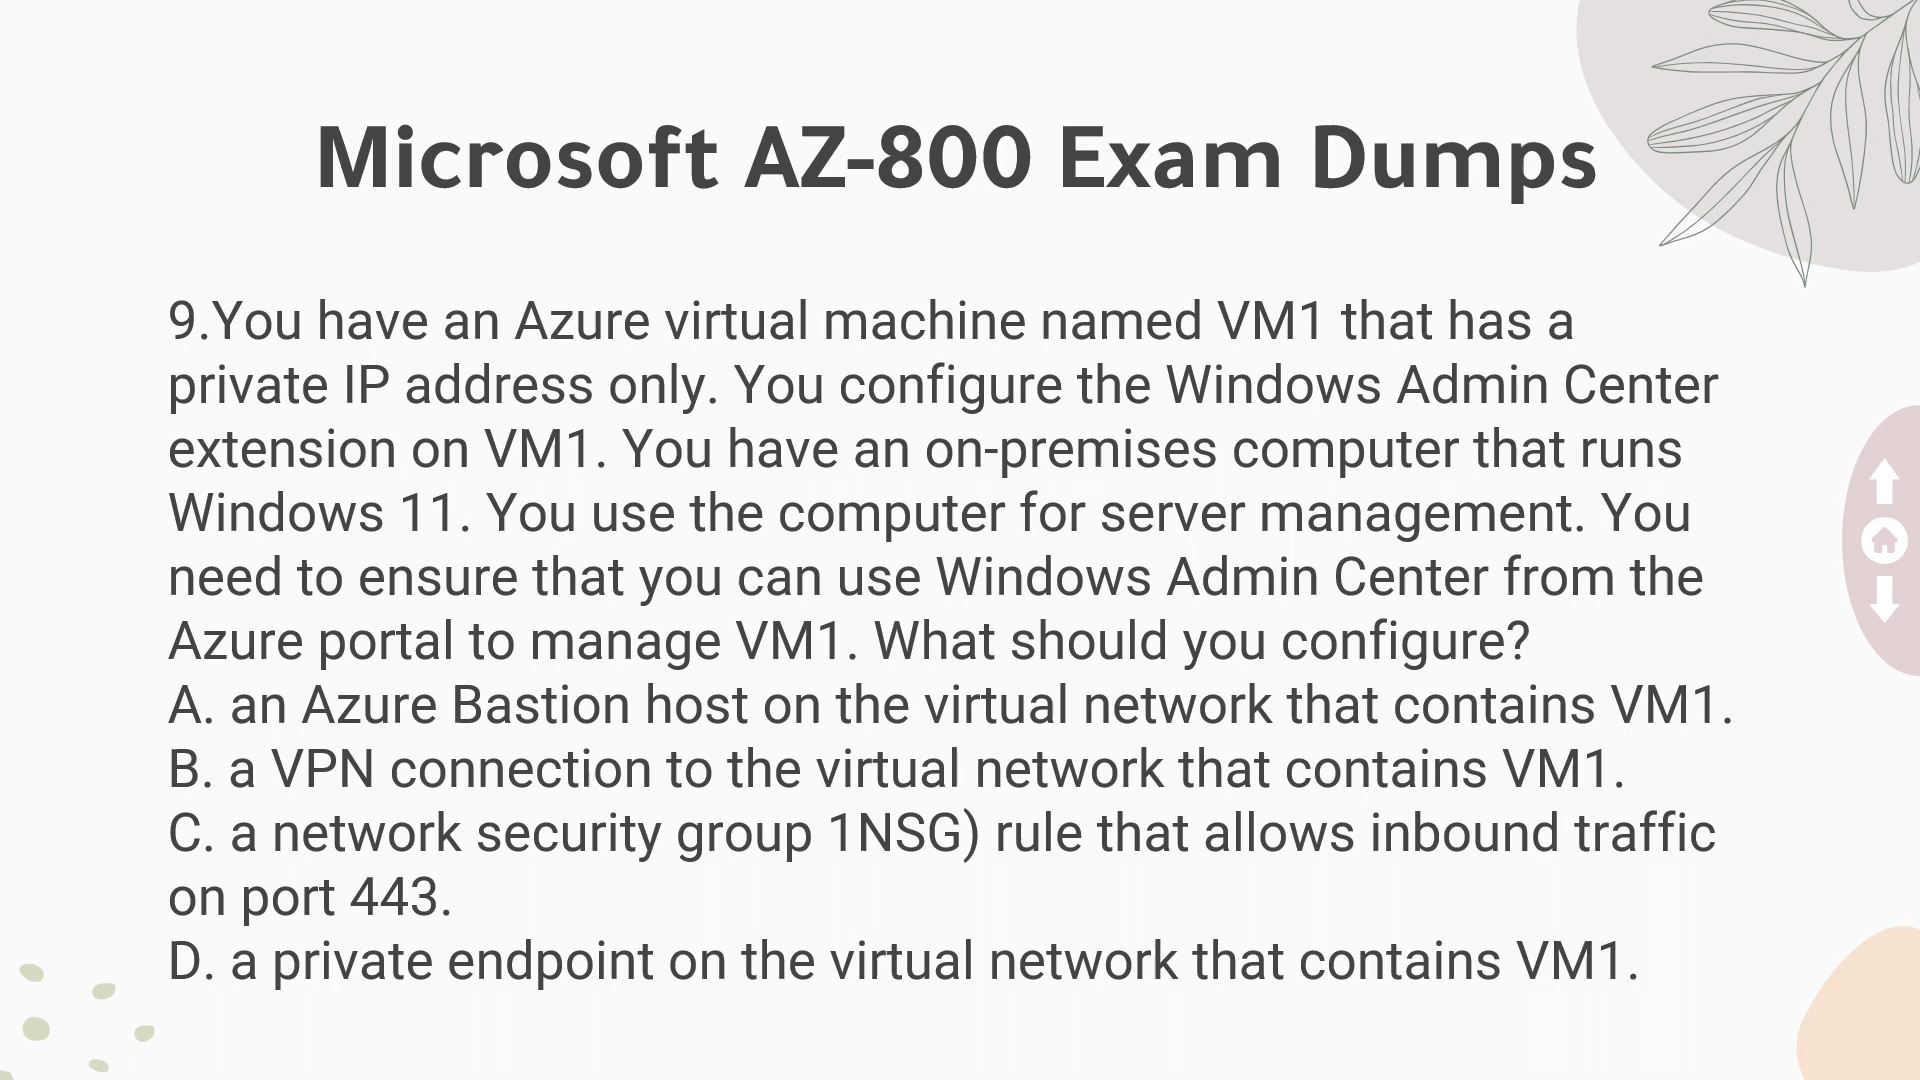 Microsoft AZ-800 Exam Dumps
9.You have an Azure virtual machine named VM1 that has a
private IP address only. You configure the Windows Admin Center
extension on VM1. You have an on-premises computer that runs
Windows 11. You use the computer for server management. You
need to ensure that you can use Windows Admin Center from the
Azure portal to manage VM1. What should you configure?
A. an Azure Bastion host on the virtual network that contains VM1.
B. a VPN connection to the virtual network that contains VM1.
C. a network security group 1NSG) rule that allows inbound traffic
on port 443.
D. a private endpoint on the virtual network that contains VM1.